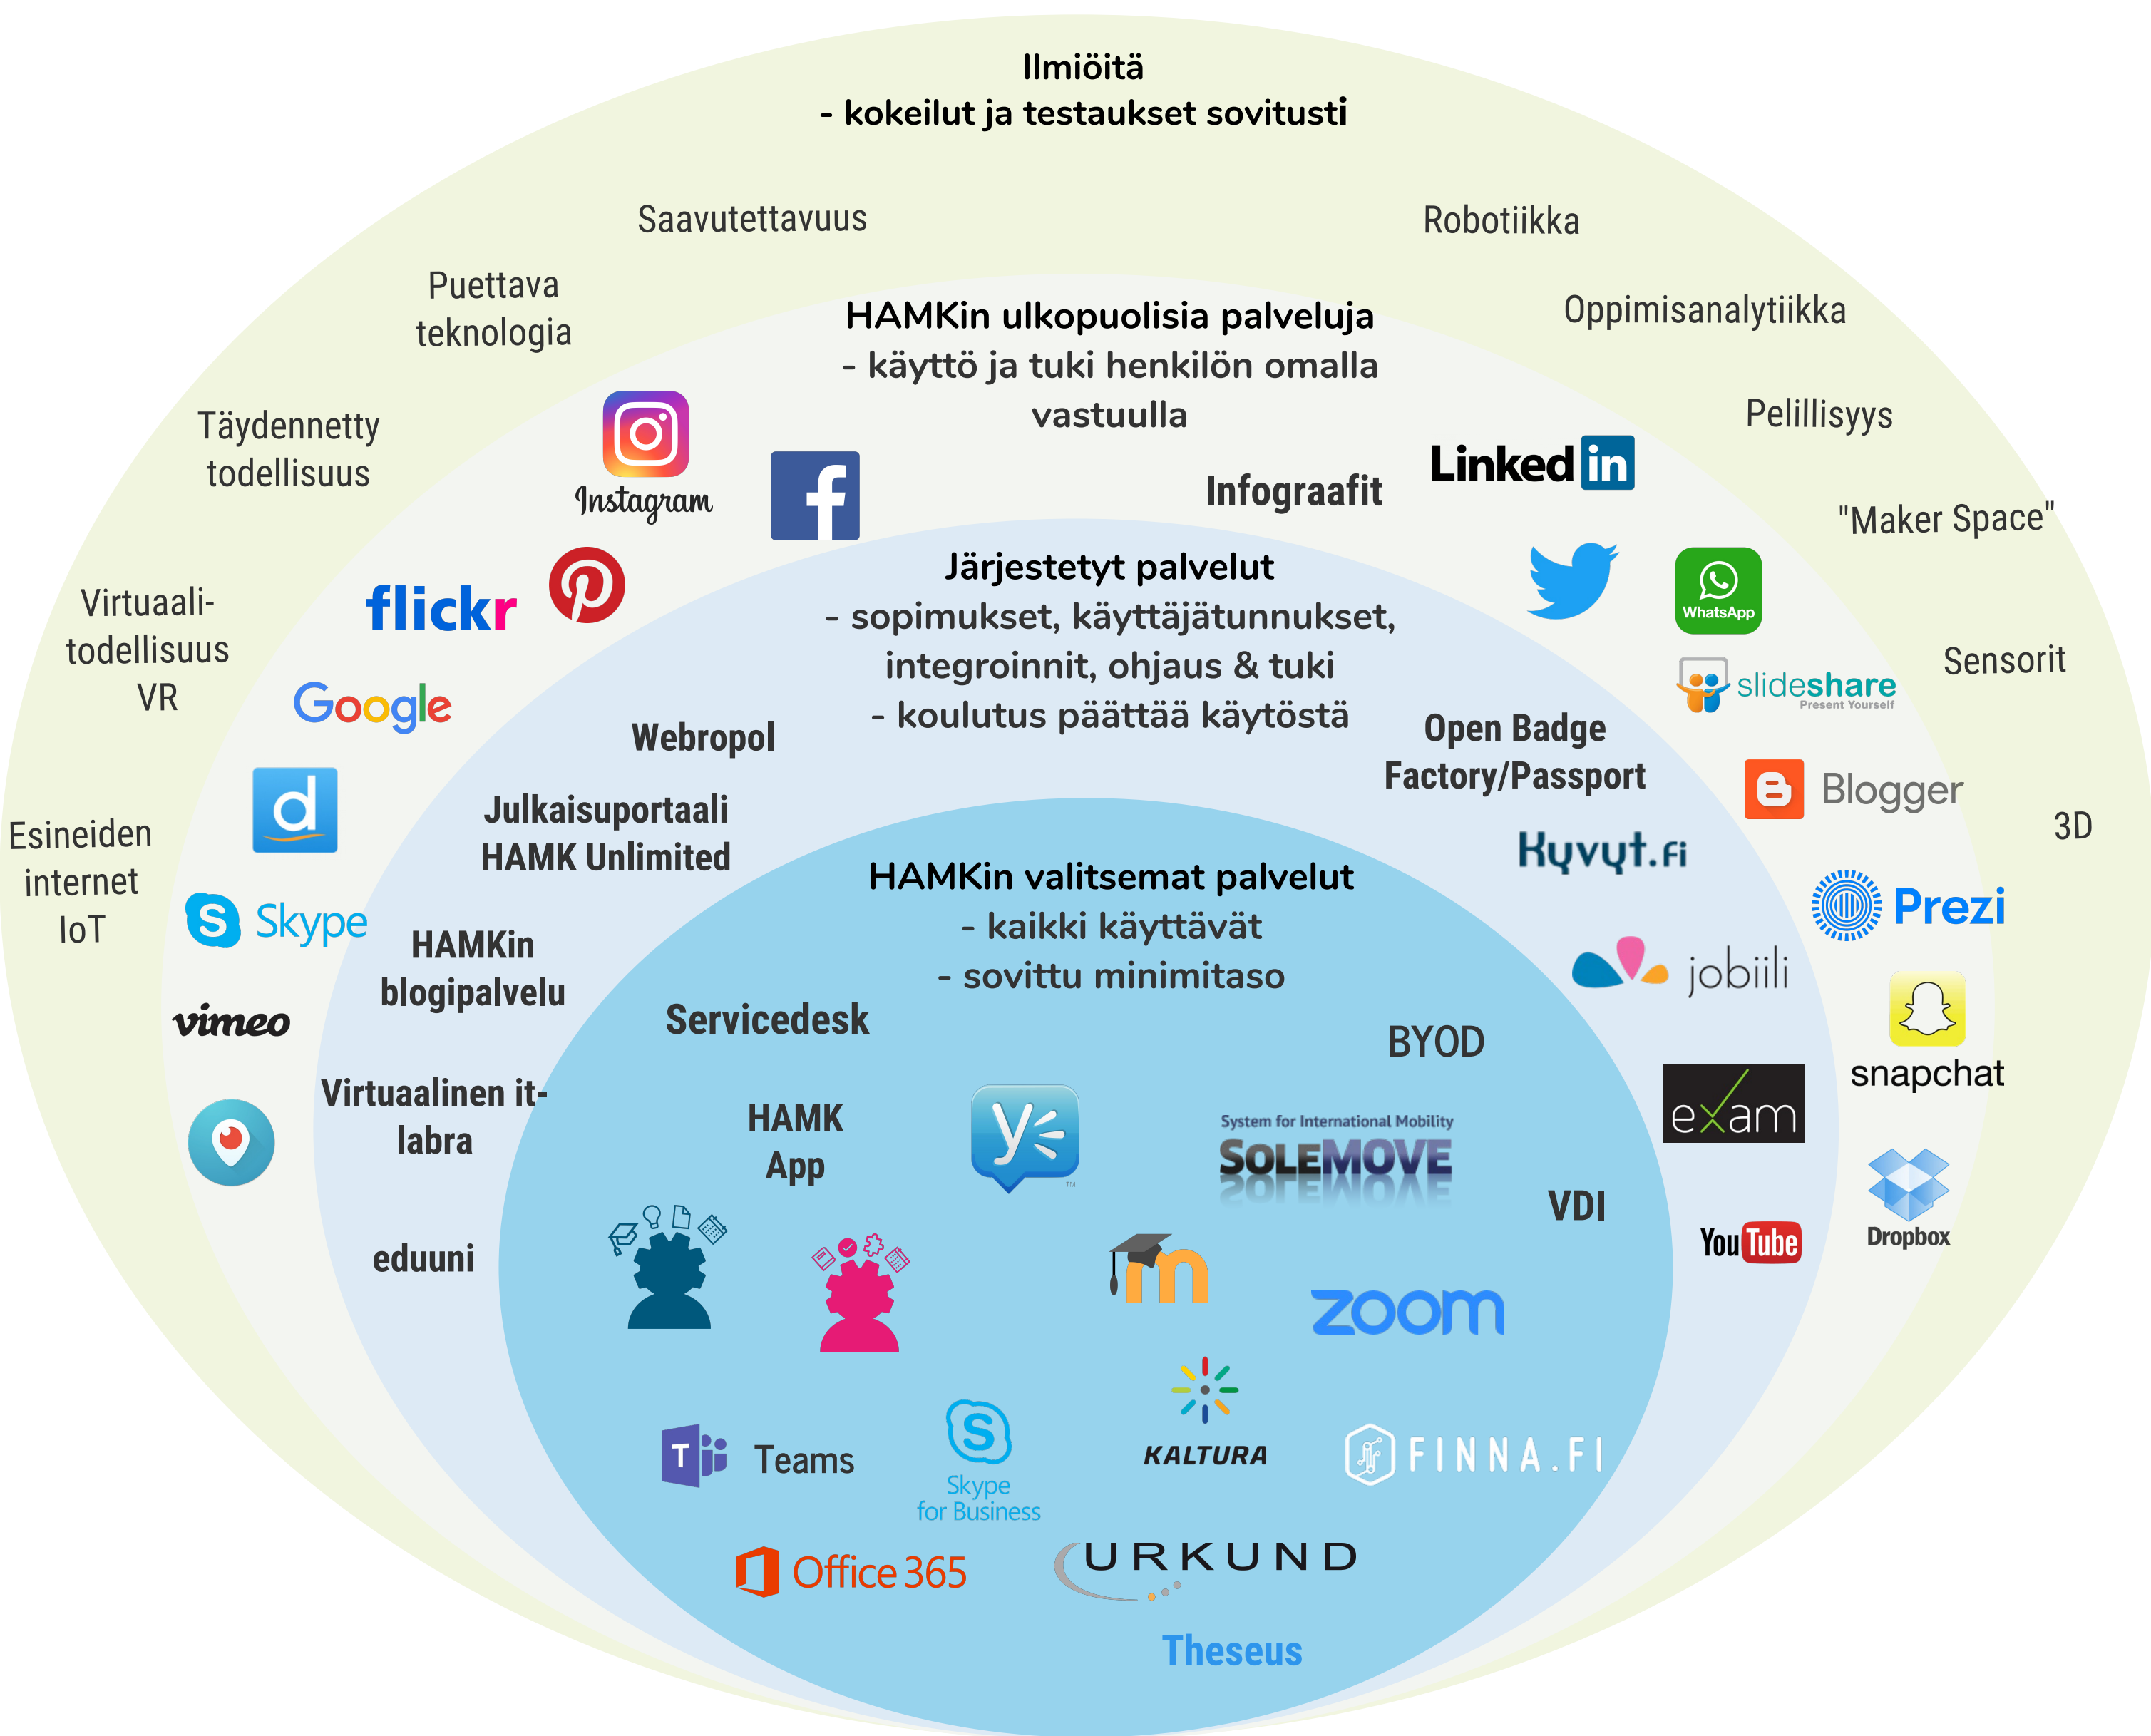 Ilmiöitä
- kokeilut ja testaukset sovitusti
Saavutettavuus
Robotiikka
Puettava
teknologia
Oppimisanalytiikka
Täydennetty
todellisuus
Pelillisyys
"Maker Space"
Virtuaali-
todellisuus
VR
Sensorit
Esineiden
internet
IoT
3D
HAMKin ulkopuolisia palveluja
- käyttö ja tuki henkilön omalla
vastuulla
Instagram
f
Infograafit
Linked in
flickr
WhatsApp
Google
slideshare
Present Yourself
d
B Blogger
S Skype
Prezi
vimeo
snapchat
Dropbox
Järjestetyt palvelut
- sopimukset, käyttäjätunnukset,
integroinnit, ohjaus & tuki
- koulutus päättää käytöstä
Webropol
Open Badge
Factory/Passport
Julkaisuportaali
HAMK Unlimited
Kyvyt.fi
HAMKin
blogipalvelu
jobiili
Virtuaalinen it-
labra
exam
eduuni
YouTube
HAMKin valitsemat palvelut
- kaikki käyttävät
- sovittu minimitaso
Servicedesk
BYOD
HAMK
App
y
TM
System for International Mobility
SOLEMOVE
VDI
m
zoom
T Teams
S
Skype
for Business
KALTURA
FINNA.FI
Office 365
URKUND
Theseus